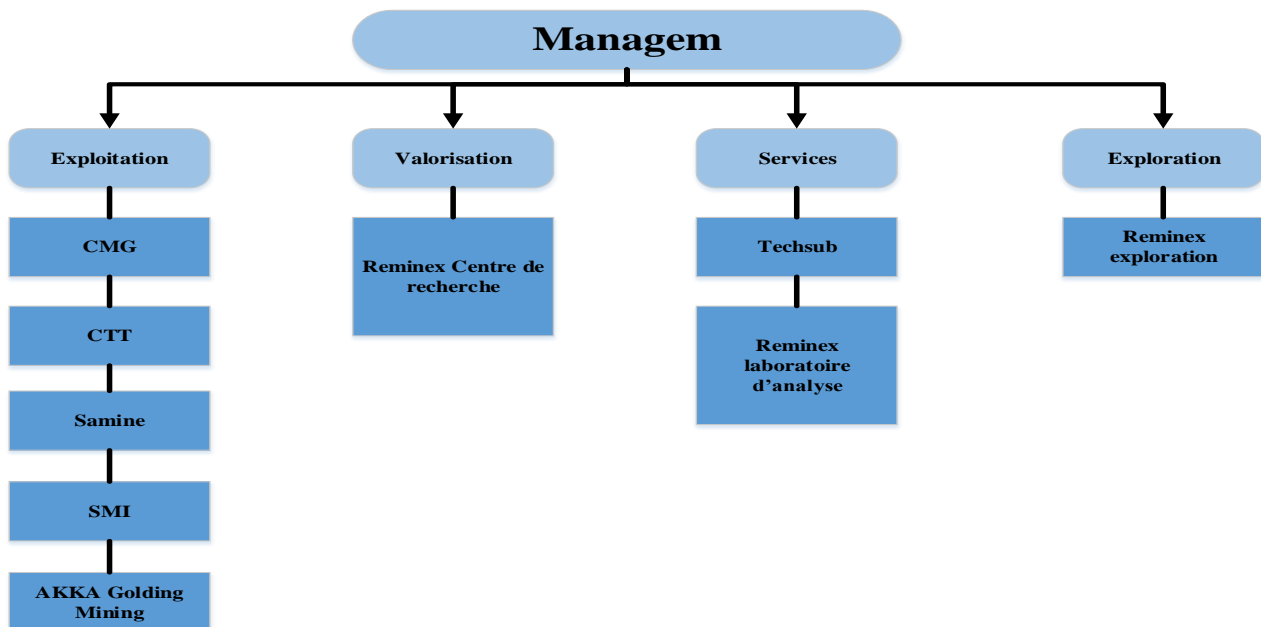 Managem
Exploitation
Valorisation
Services
Exploration
CMG
CTT
Samine
SMI
AKKA Golding
Mining
Reminex Centre de
recherche
Techsub
Reminex
laboratoire
d'analyse
Reminex
exploration